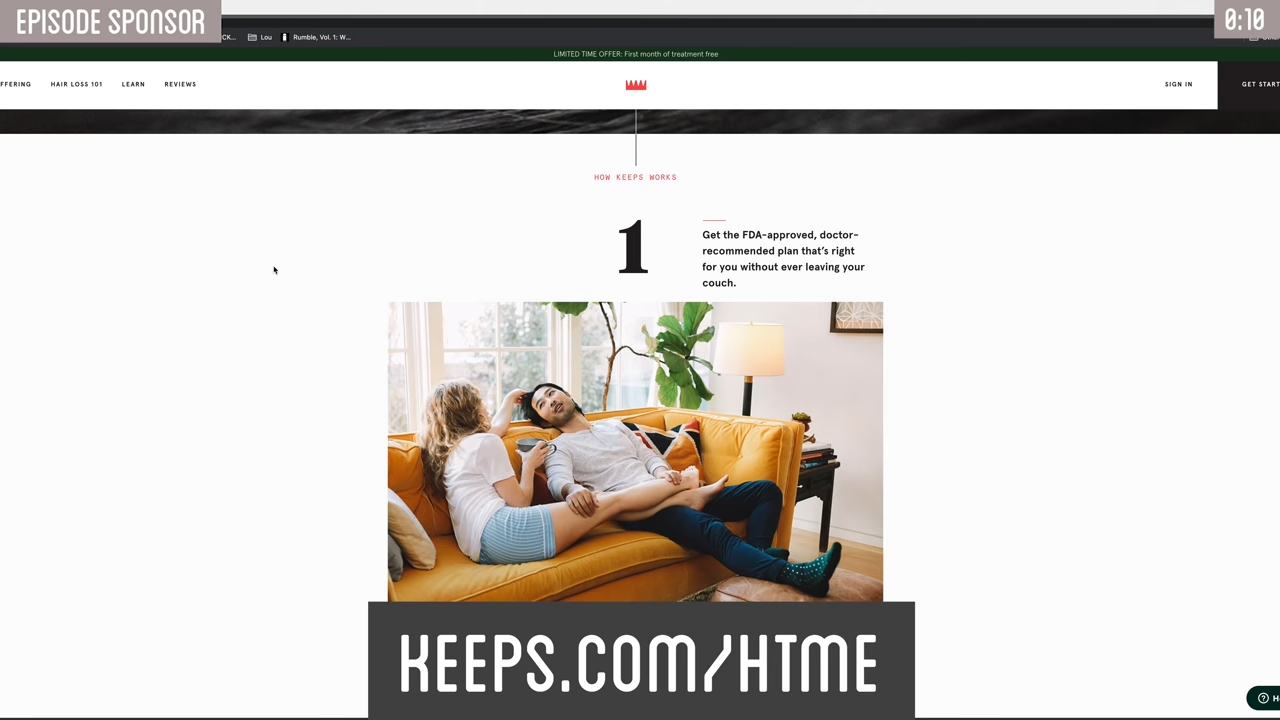 EPISODE SPONSOR
0:10
CK...
Lou
Rumble, Vol. 1: W...
LIMITED TIME OFFER: First month of treatment free
FFERING
HAIR LOSS 101
LEARN
REVIEWS
SIGN IN
GET START
HOW KEEPS WORKS
1
Get the FDA-approved, doctor-
recommended plan that's right
for you without ever leaving your
couch.
KEEPS.COM/HTME